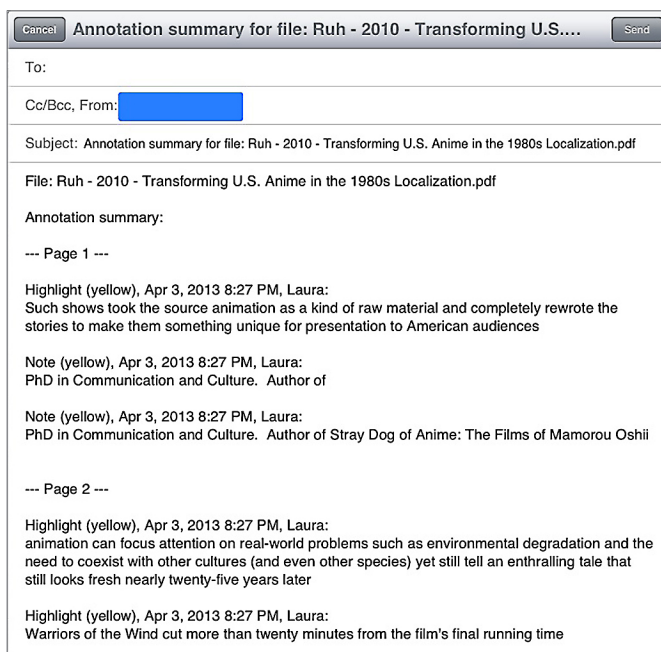 Cancel Annotation summary for file: Ruh - 2010 - Transforming U.S.... Send
To:
Cc/Bcc, From:
Subject: Annotation summary for file: Ruh - 2010 - Transforming U.S. Anime in the 1980s Localization.pdf
File: Ruh - 2010 - Transforming U.S. Anime in the 1980s Localization.pdf
Annotation summary:
--- Page 1 ---
Highlight (yellow), Apr 3, 2013 8:27 PM, Laura:
Such shows took the source animation as a kind of raw material and completely rewrote the
stories to make them something unique for presentation to American audiences
Note (yellow), Apr 3, 2013 8:27 PM, Laura:
PhD in Communication and Culture.  Author of
Note (yellow), Apr 3, 2013 8:27 PM, Laura:
PhD in Communication and Culture.  Author of Stray Dog of Anime: The Films of Mamorou Oshii
--- Page 2 ---
Highlight (yellow), Apr 3, 2013 8:27 PM, Laura:
animation can focus attention on real-world problems such as environmental degradation and the
need to coexist with other cultures (and even other species) yet still tell an enthralling tale that
still looks fresh nearly twenty-five years later
Highlight (yellow), Apr 3, 2013 8:27 PM, Laura:
Warriors of the Wind cut more than twenty minutes from the film's final running time